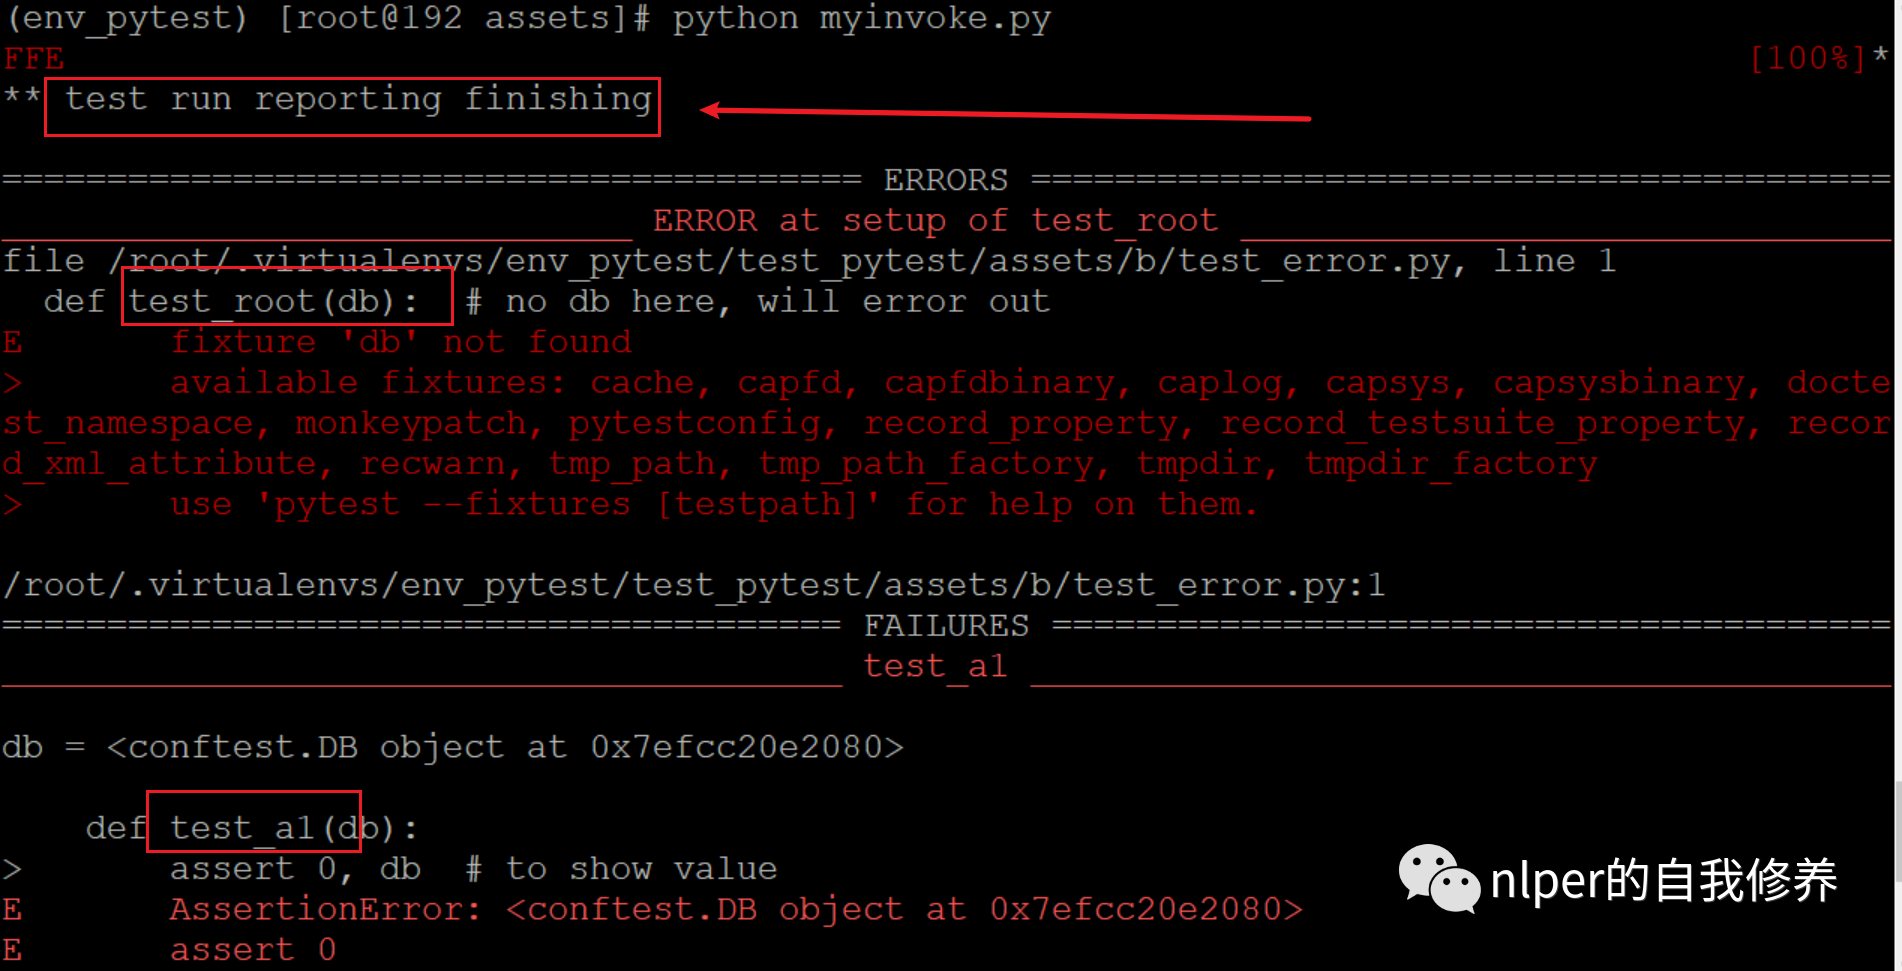 (env_pytest) [root@192 assets]# python myinvoke.py
FFE [100%]*
** test run reporting finishing
========================================= ERRORS =========================================
______________________________ ERROR at setup of test_root _______________________________
file /root/.virtualenvs/env_pytest/test_pytest/assets/b/test_error.py, line 1
  def test_root(db):  # no db here, will error out
E       fixture 'db' not found
>       available fixtures: cache, capfd, capfdbinary, caplog, capsys, capsysbinary, docte
st_namespace, monkeypatch, pytestconfig, record_property, record_testsuite_property, recor
d_xml_attribute, recwarn, tmp_path, tmp_path_factory, tmpdir, tmpdir_factory
>       use 'pytest --fixtures [testpath]' for help on them.
/root/.virtualenvs/env_pytest/test_pytest/assets/b/test_error.py:1
======================================== FAILURES ========================================
________________________________________ test_a1 _________________________________________
db = <conftest.DB object at 0x7efcc20e2080>
    def test_a1(db):
>       assert 0, db  # to show value
E       AssertionError: <conftest.DB object at 0x7efcc20e2080>
E       assert 0
nlper的自我修养